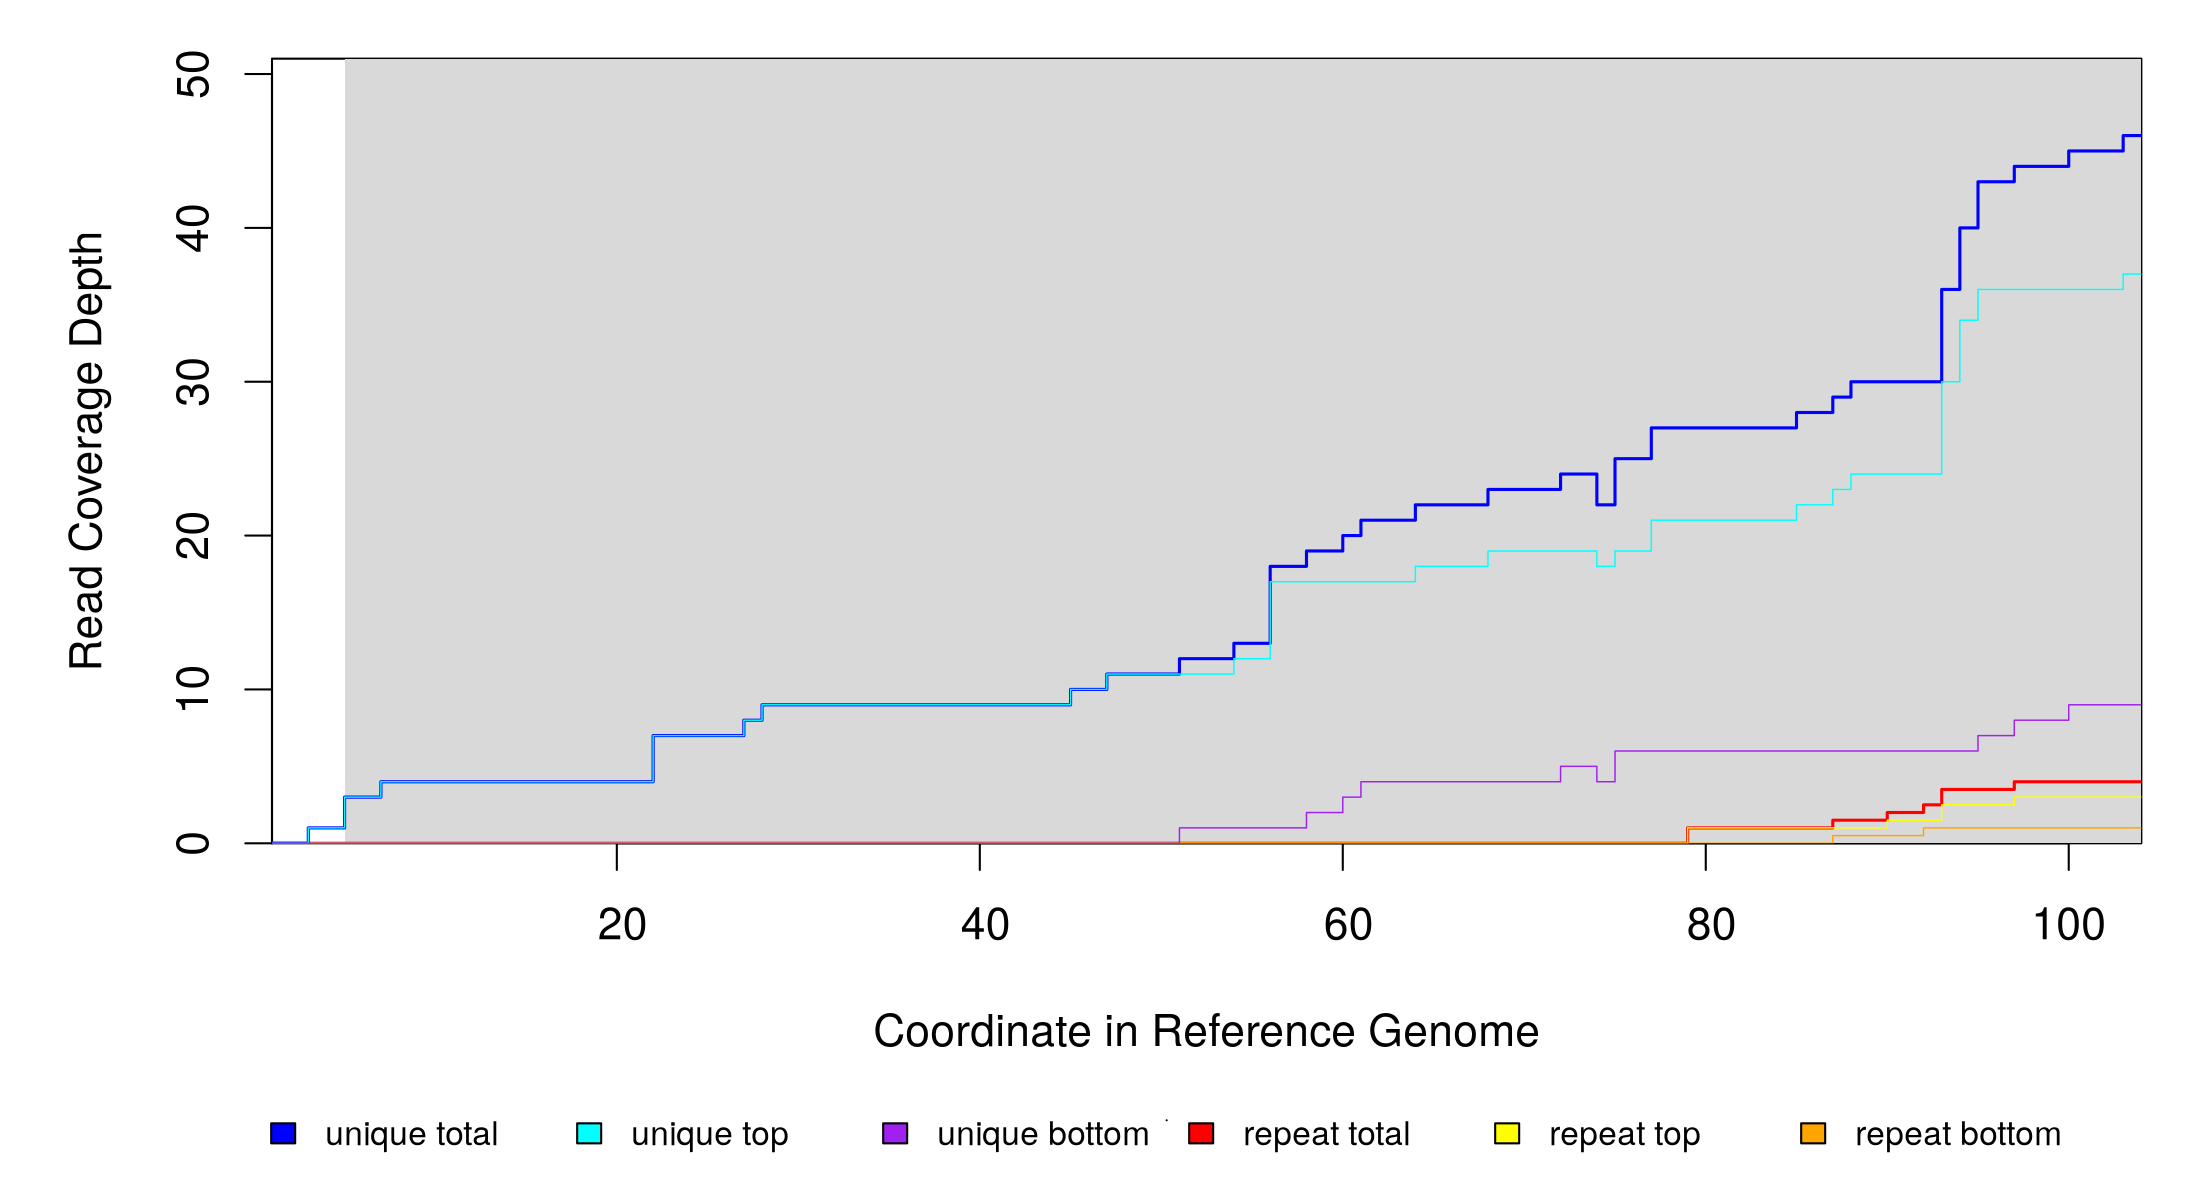 50
40
30
20
10
0
Read Coverage Depth
20 40 60 80 100
Coordinate in Reference Genome
unique total unique top unique bottom repeat total repeat top repeat bottom